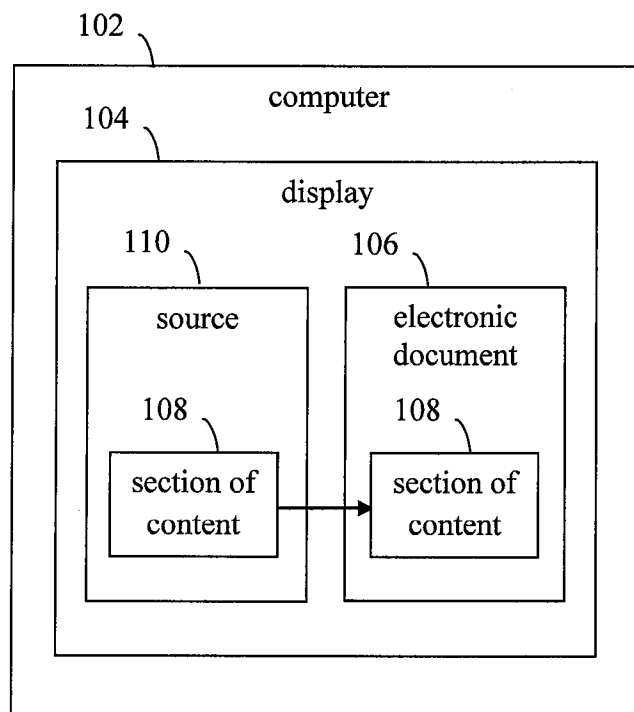 102
computer
104
display
110
106
source
electronic
document
108
108
section of
content
section of
content